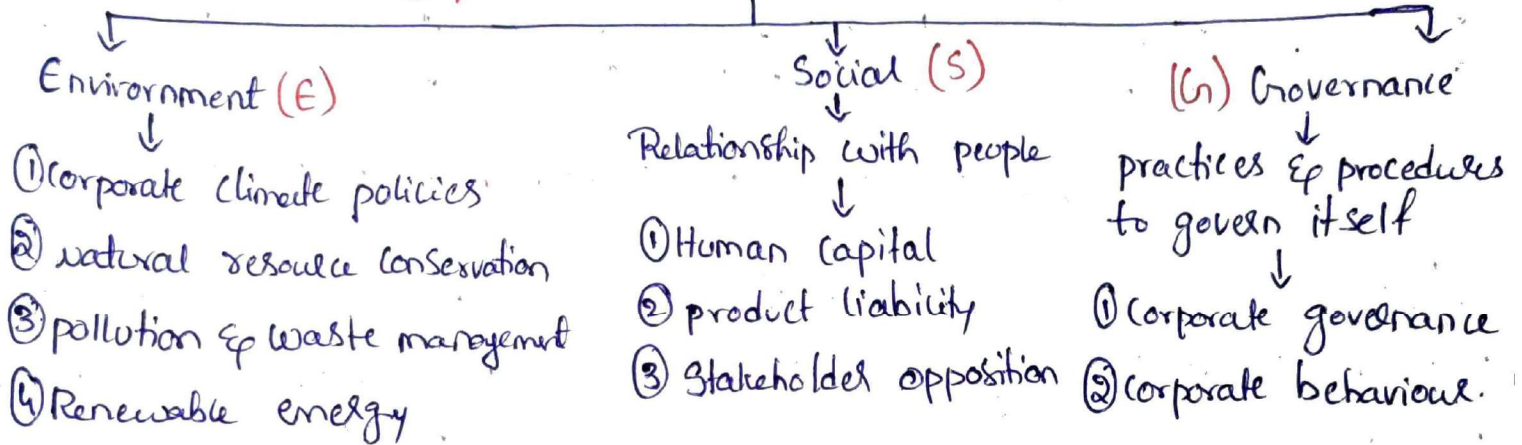 Envirornment (E)
① Corporate climate policies
② natural resource conservation
③ pollution & waste management
④ Renewable energy
Social (S)
Relationship with people
① Human Capital
② product liability
③ Stakeholder opposition
(G) Governance
practices & procedures
to govern itself
① Corporate governance
② corporate behaviour.